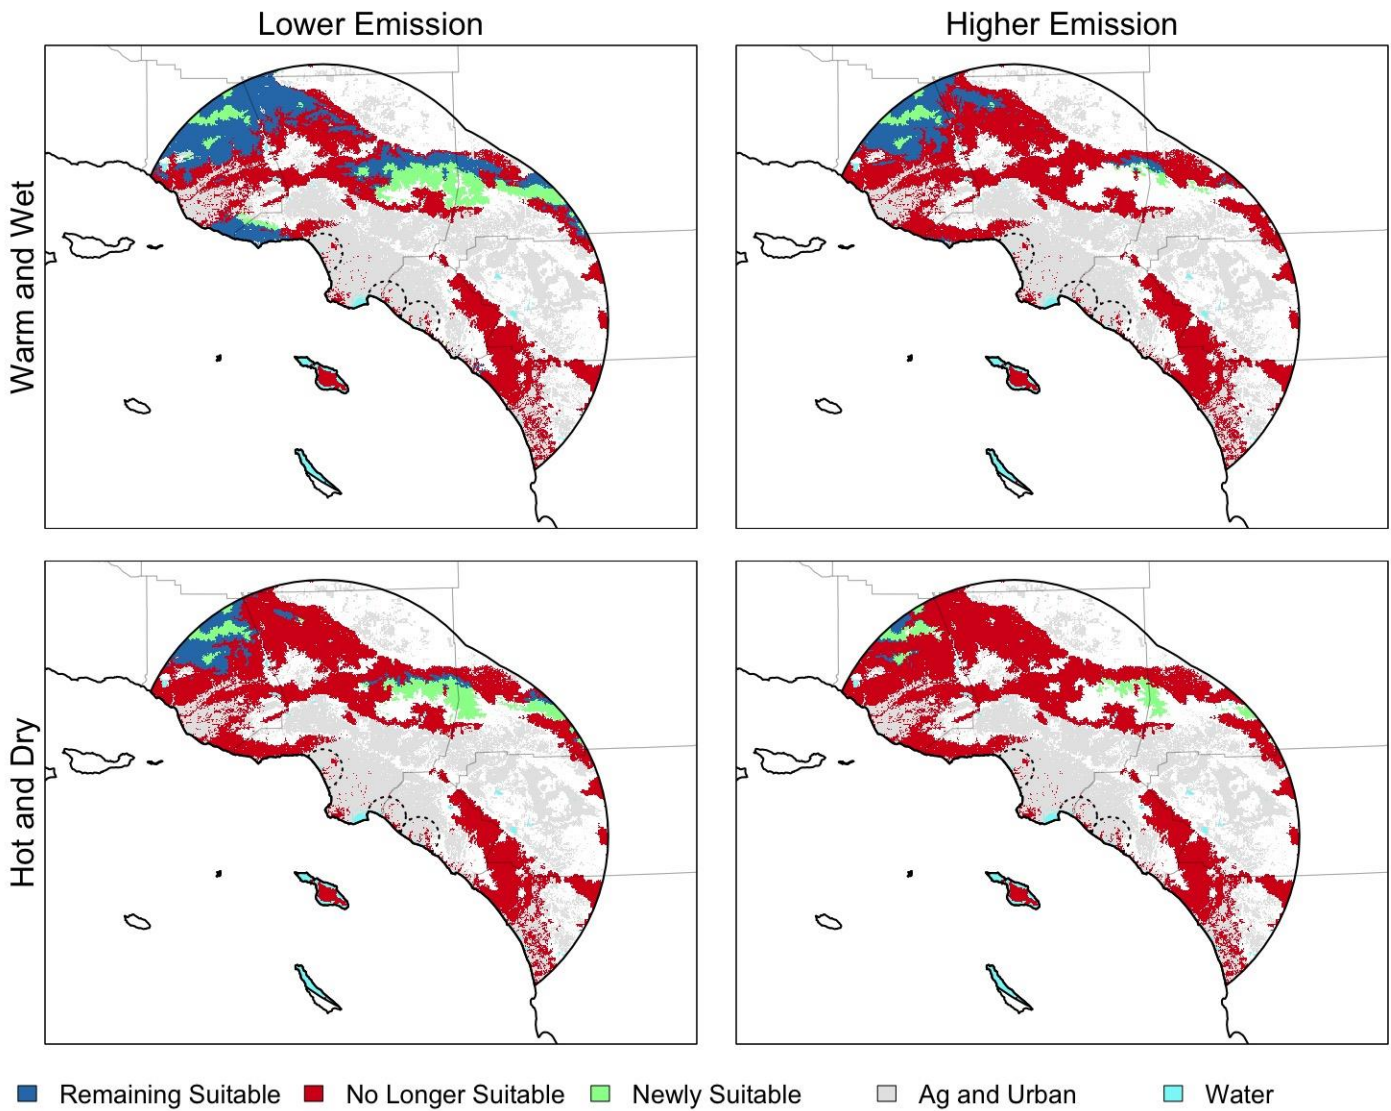 Lower Emission
Higher Emission
Warm and Wet
Hot and Dry
Remaining Suitable
No Longer Suitable
Newly Suitable
Ag and Urban
Water